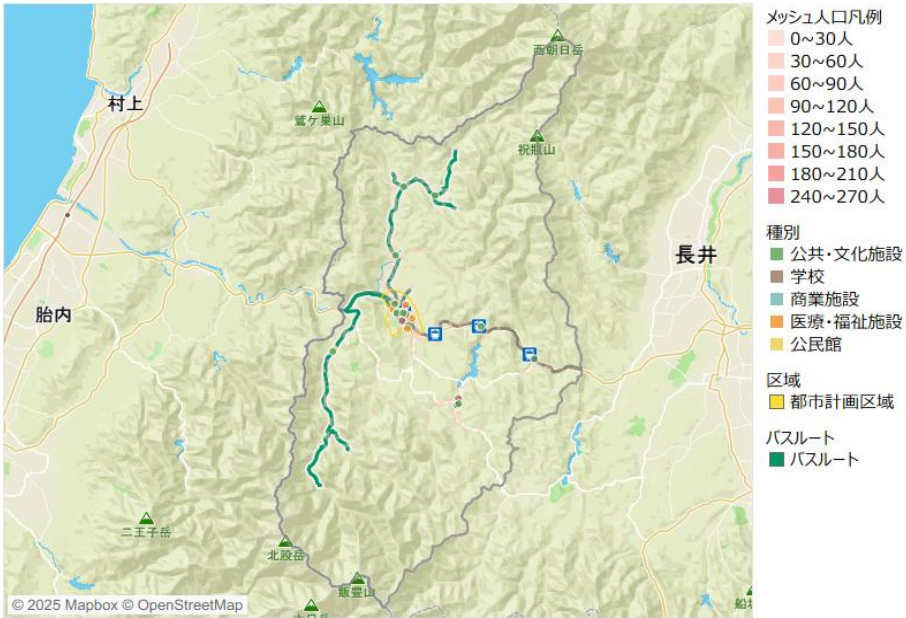 西朝日岳
村上
鷲ケ巣山
祝瓶山
長井
胎内
二王子岳
北股岳
飯豊山
© 2025 Mapbox © OpenStreetMap
メッシュ人口凡例
0~30人
30~60人
60~90人
90~120人
120~150人
150~180人
180~210人
240~270人
種別
公共・文化施設
学校
商業施設
医療・福祉施設
公民館
区域
都市計画区域
バスルート
バスルート